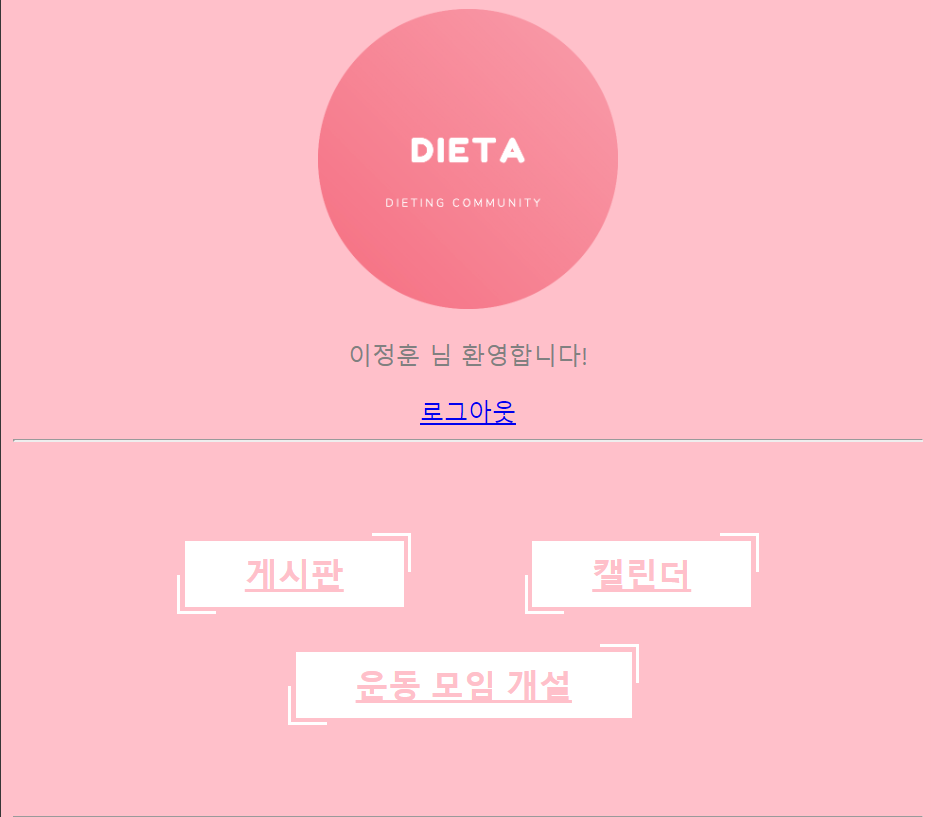 DIETA
DIETING COMMUNITY
이정훈 님 환영합니다!
로그아웃
게시판
캘린더
운동 모임 개설